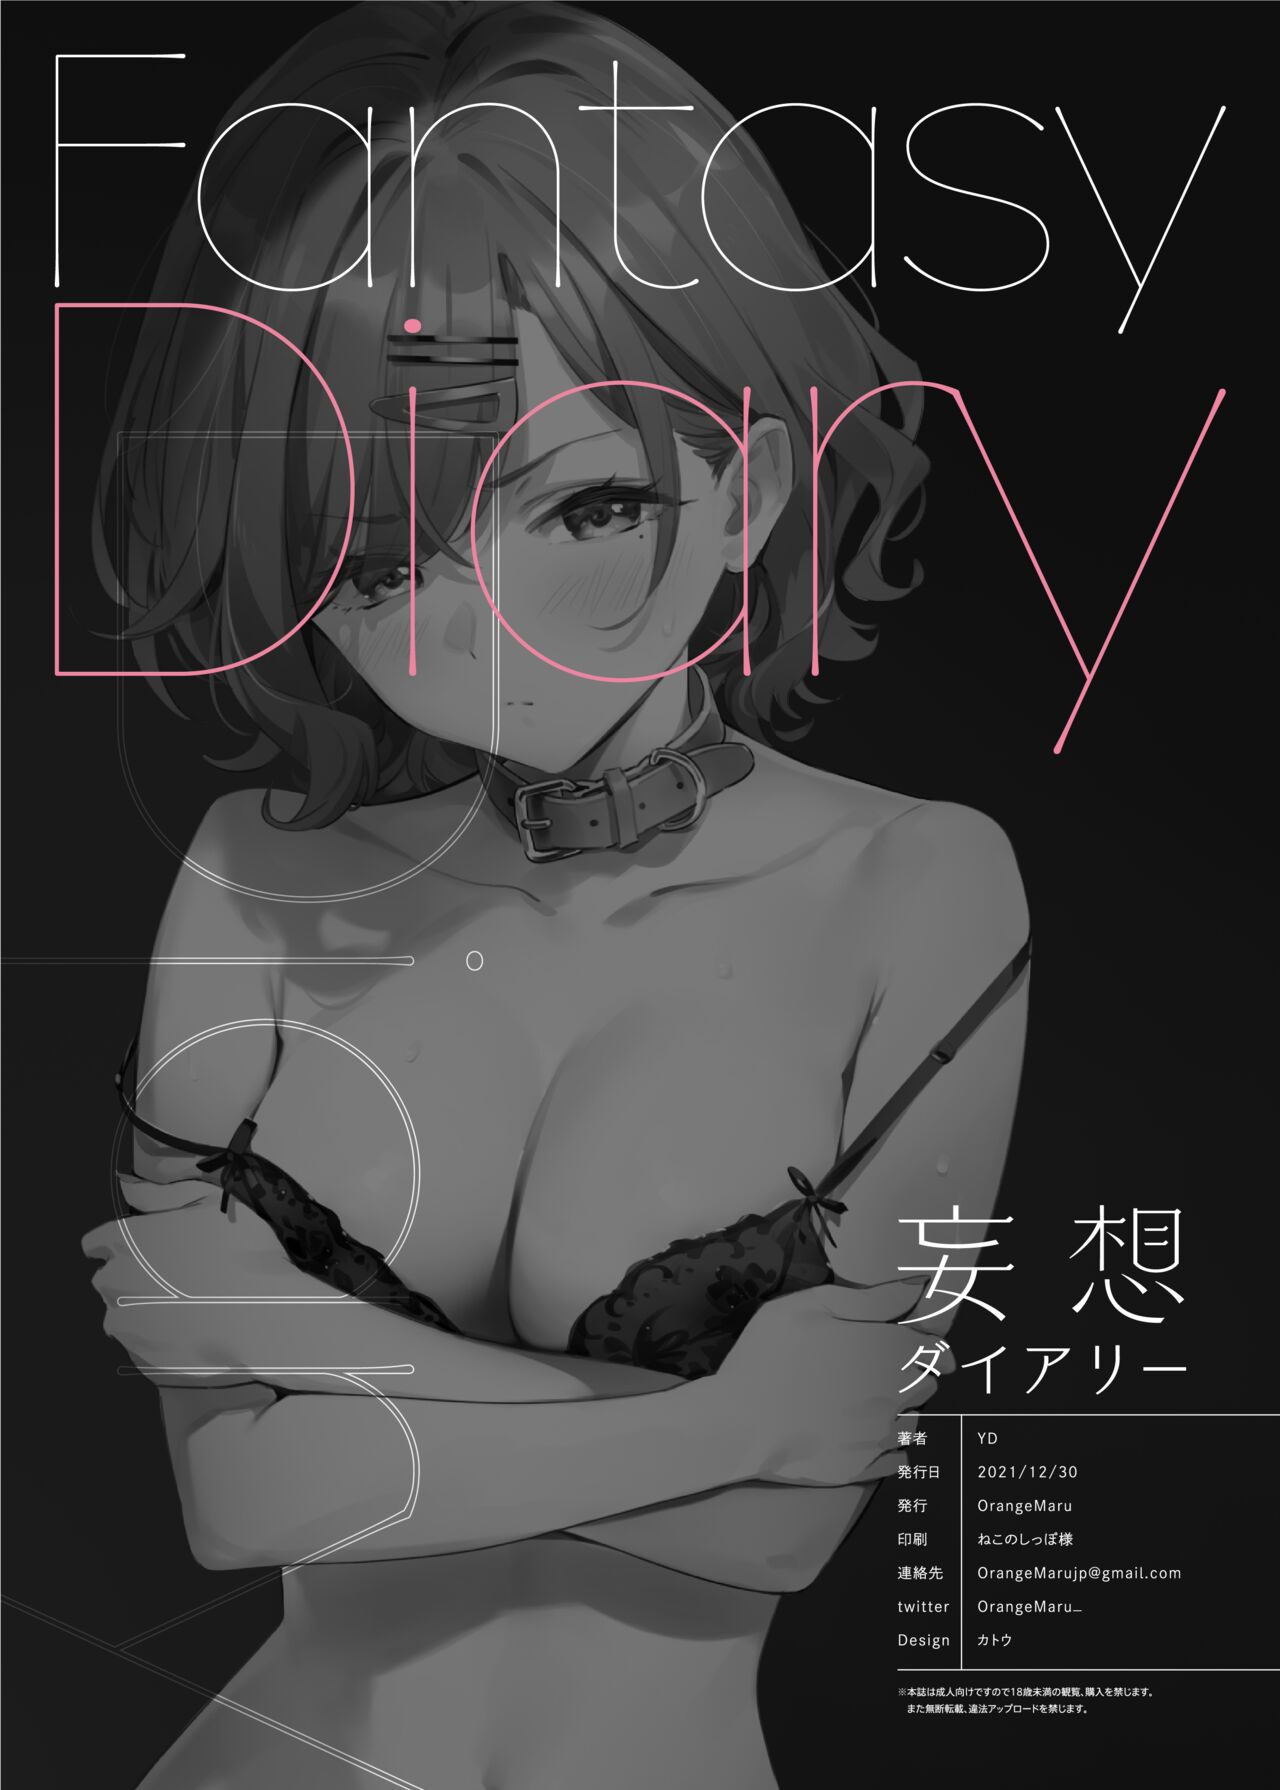 Fantasy
Diary
妄想
ダイアリー
著者 YD
発行日 2021/12/30
発行 OrangeMaru
印刷 ねこのしっぽ様
連絡先 OrangeMarujp@gmail.com
twitter OrangeMaru_
Design カトウ
※本誌は成人向けですので18歳未満の観覧、購入を禁じます。
また無断転載、違法アップロードを禁じます。